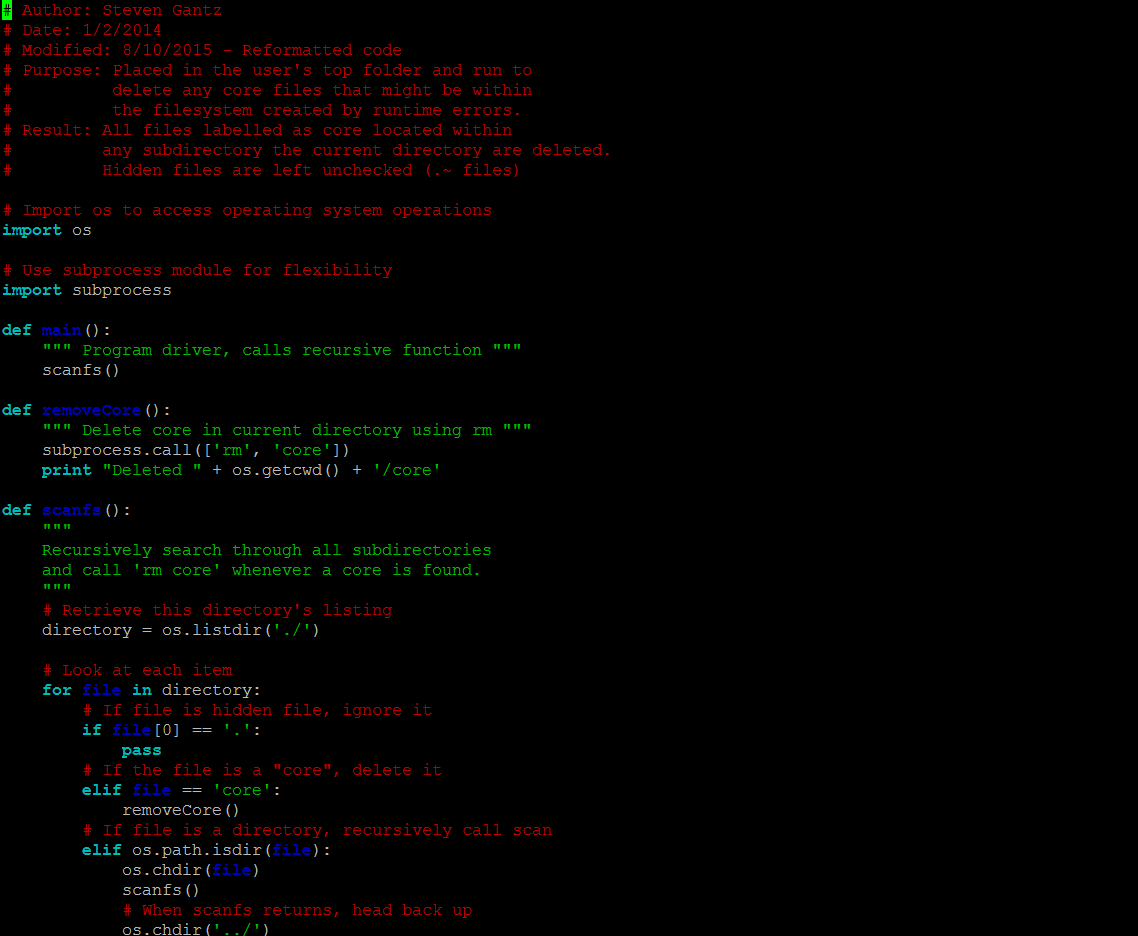 # Author: Steven Gantz
# Date: 1/2/2014
# Modified: 8/10/2015 - Reformatted code
# Purpose: Placed in the user's top folder and run to
#          delete any core files that might be within
#          the filesystem created by runtime errors.
# Result: All files labelled as core located within
#         any subdirectory the current directory are deleted.
#         Hidden files are left unchecked (.~ files)

# Import os to access operating system operations
import os

# Use subprocess module for flexibility
import subprocess

def main():
    """ Program driver, calls recursive function """
    scanfs()

def removeCore():
    """ Delete core in current directory using rm """
    subprocess.call(['rm', 'core'])
    print "Deleted " + os.getcwd() + '/core'

def scanfs():
    """
    Recursively search through all subdirectories
    and call 'rm core' whenever a core is found.
    """
    # Retrieve this directory's listing
    directory = os.listdir('./')

    # Look at each item
    for file in directory:
        # If file is hidden file, ignore it
        if file[0] == '.':
            pass
        # If the file is a "core", delete it
        elif file == 'core':
            removeCore()
        # If file is a directory, recursively call scan
        elif os.path.isdir(file):
            os.chdir(file)
            scanfs()
            # When scanfs returns, head back up
            os.chdir('../')